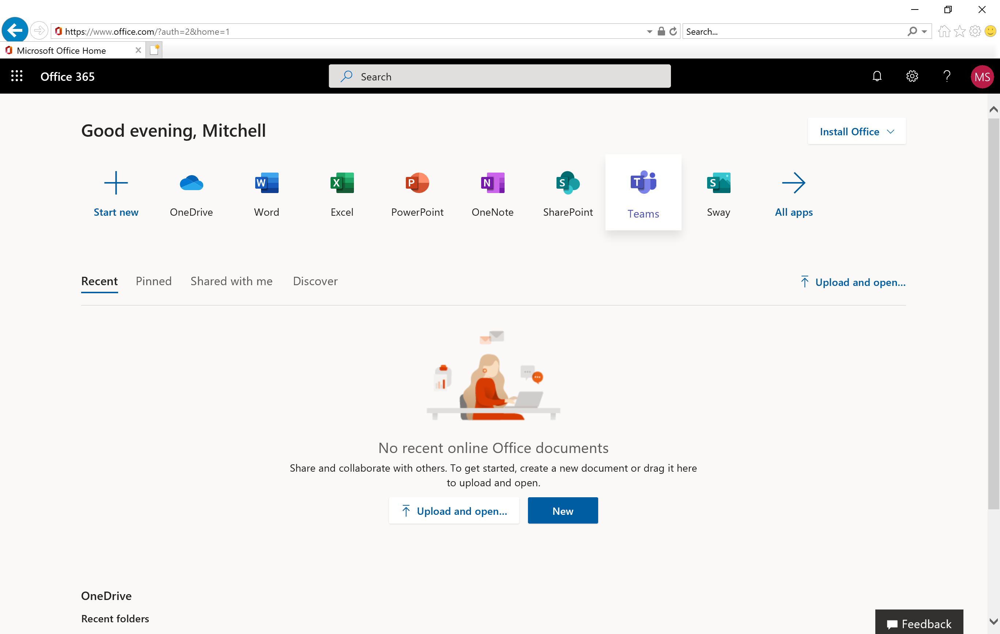 https://www.office.com/?auth=2&home=1
Search...
Microsoft Office Home
Office 365
Search
MS
Good evening, Mitchell
Install Office
Start new
OneDrive
W
Word
X
Excel
P
PowerPoint
N
OneNote
S
SharePoint
T
Teams
S
Sway
All apps
Recent Pinned Shared with me Discover
Upload and open...
No recent online Office documents
Share and collaborate with others. To get started, create a new document or drag it here
to upload and open.
Upload and open...
New
OneDrive
Recent folders
Feedback